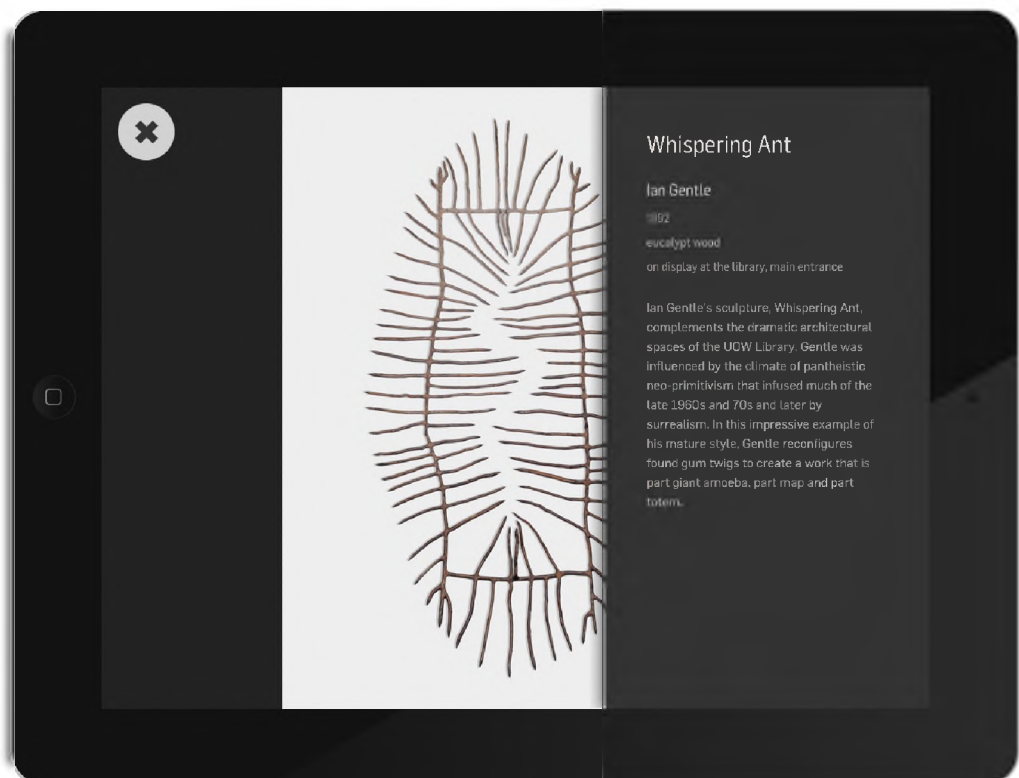 Whispering Ant
Ian Gentle
eucalypt wood
on display at the library, main entrance
Ian Gentle's sculpture, Whispering Ant,
complements the dramatic architectural
spaces of the UOW Library. Gentle was
influenced by the climate of pantheistic
neo-primitivism that infused much of the
late 1960s and 70s and later by
surrealism. In this impressive example of
his mature style, Gentle reconfigures
found gum twigs to create a work that is
part giant amoeba, part map and part
totem.